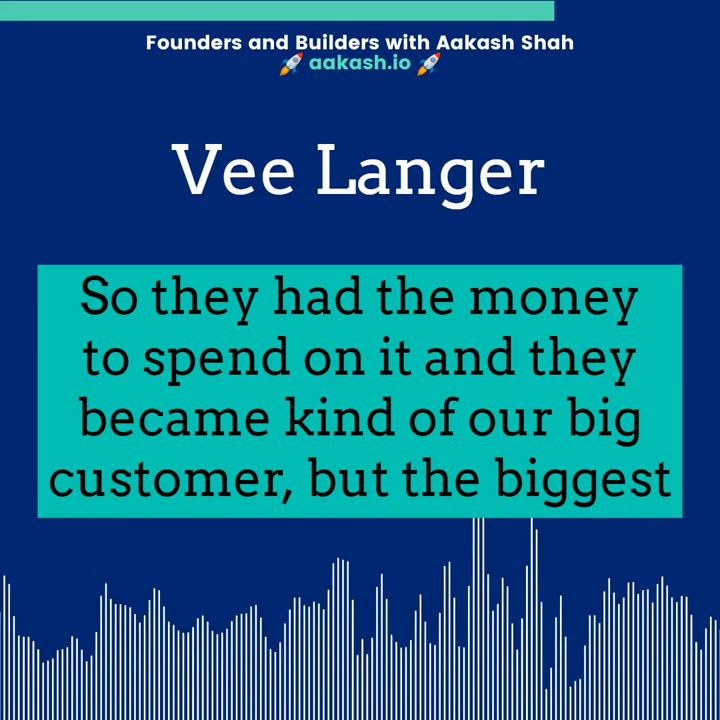 Founders and Builders with Aakash Shah
🚀 aakash.io 🚀
Vee Langer
So they had the money
to spend on it and they
became kind of our big
customer, but the biggest